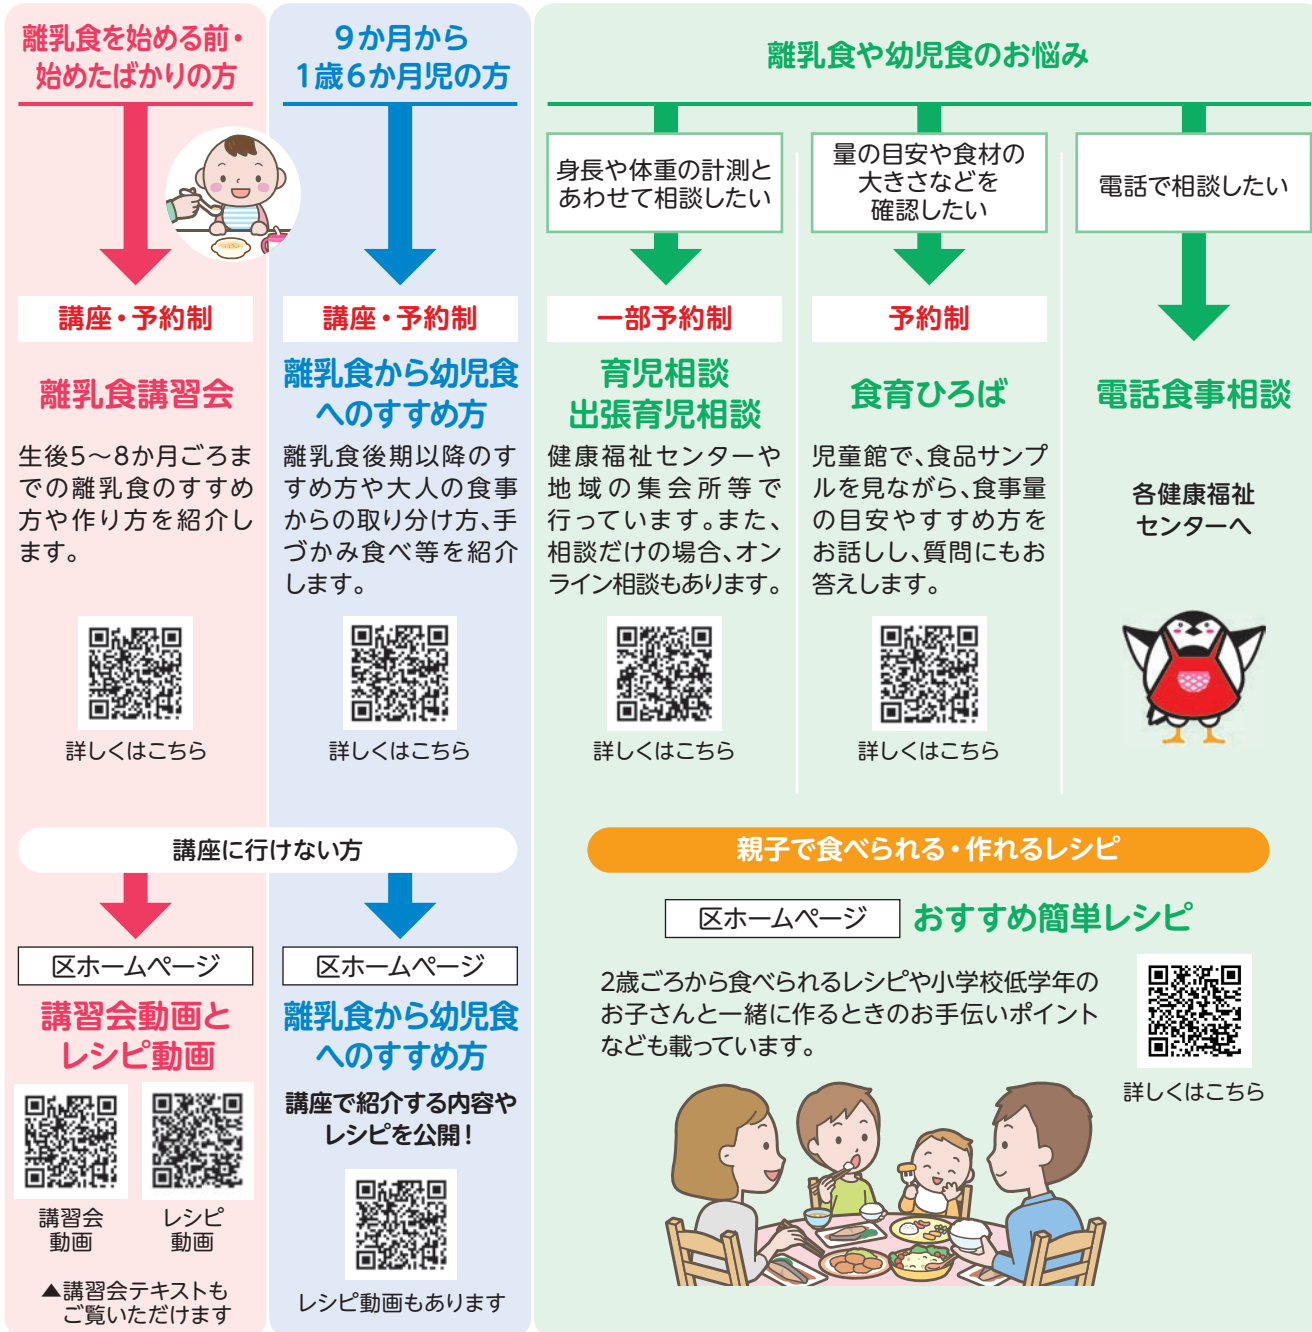 離乳食を始める前・
始めたばかりの方
講座・予約制
離乳食講習会
生後5～8か月ごろま
での離乳食のすすめ
方や作り方を紹介し
ます。
詳しくはこちら
9か月から
1歳6か月児の方
講座・予約制
離乳食から幼児食
へのすすめ方
離乳食後期以降のす
すめ方や大人の食事
からの取り分け方、手
づかみ食べ等を紹介
します。
詳しくはこちら
離乳食や幼児食のお悩み
身長や体重の計測と
あわせて相談したい
一部予約制
育児相談
出張育児相談
健康福祉センターや
地域の集会所等で
行っています。また、
相談だけの場合、オン
ライン相談もあります。
詳しくはこちら
量の目安や食材の
大きさなどを
確認したい
予約制
食育ひろば
児童館で、食品サンプ
ルを見ながら、食事量
の目安やすすめ方を
お話しし、質問にもお
答えします。
詳しくはこちら
電話で相談したい
電話食事相談
各健康福祉
センターへ
講座に行けない方
区ホームページ
講習会動画と
レシピ動画
講習会
動画
レシピ
動画
▲講習会テキストも
ご覧いただけます
区ホームページ
離乳食から幼児食
へのすすめ方
講座で紹介する内容や
レシピを公開！
レシピ動画もあります
親子で食べられる・作れるレシピ
区ホームページ おすすめ簡単レシピ
2歳ごろから食べられるレシピや小学校低学年の
お子さんと一緒に作るときのお手伝いポイント
なども載っています。
詳しくはこちら